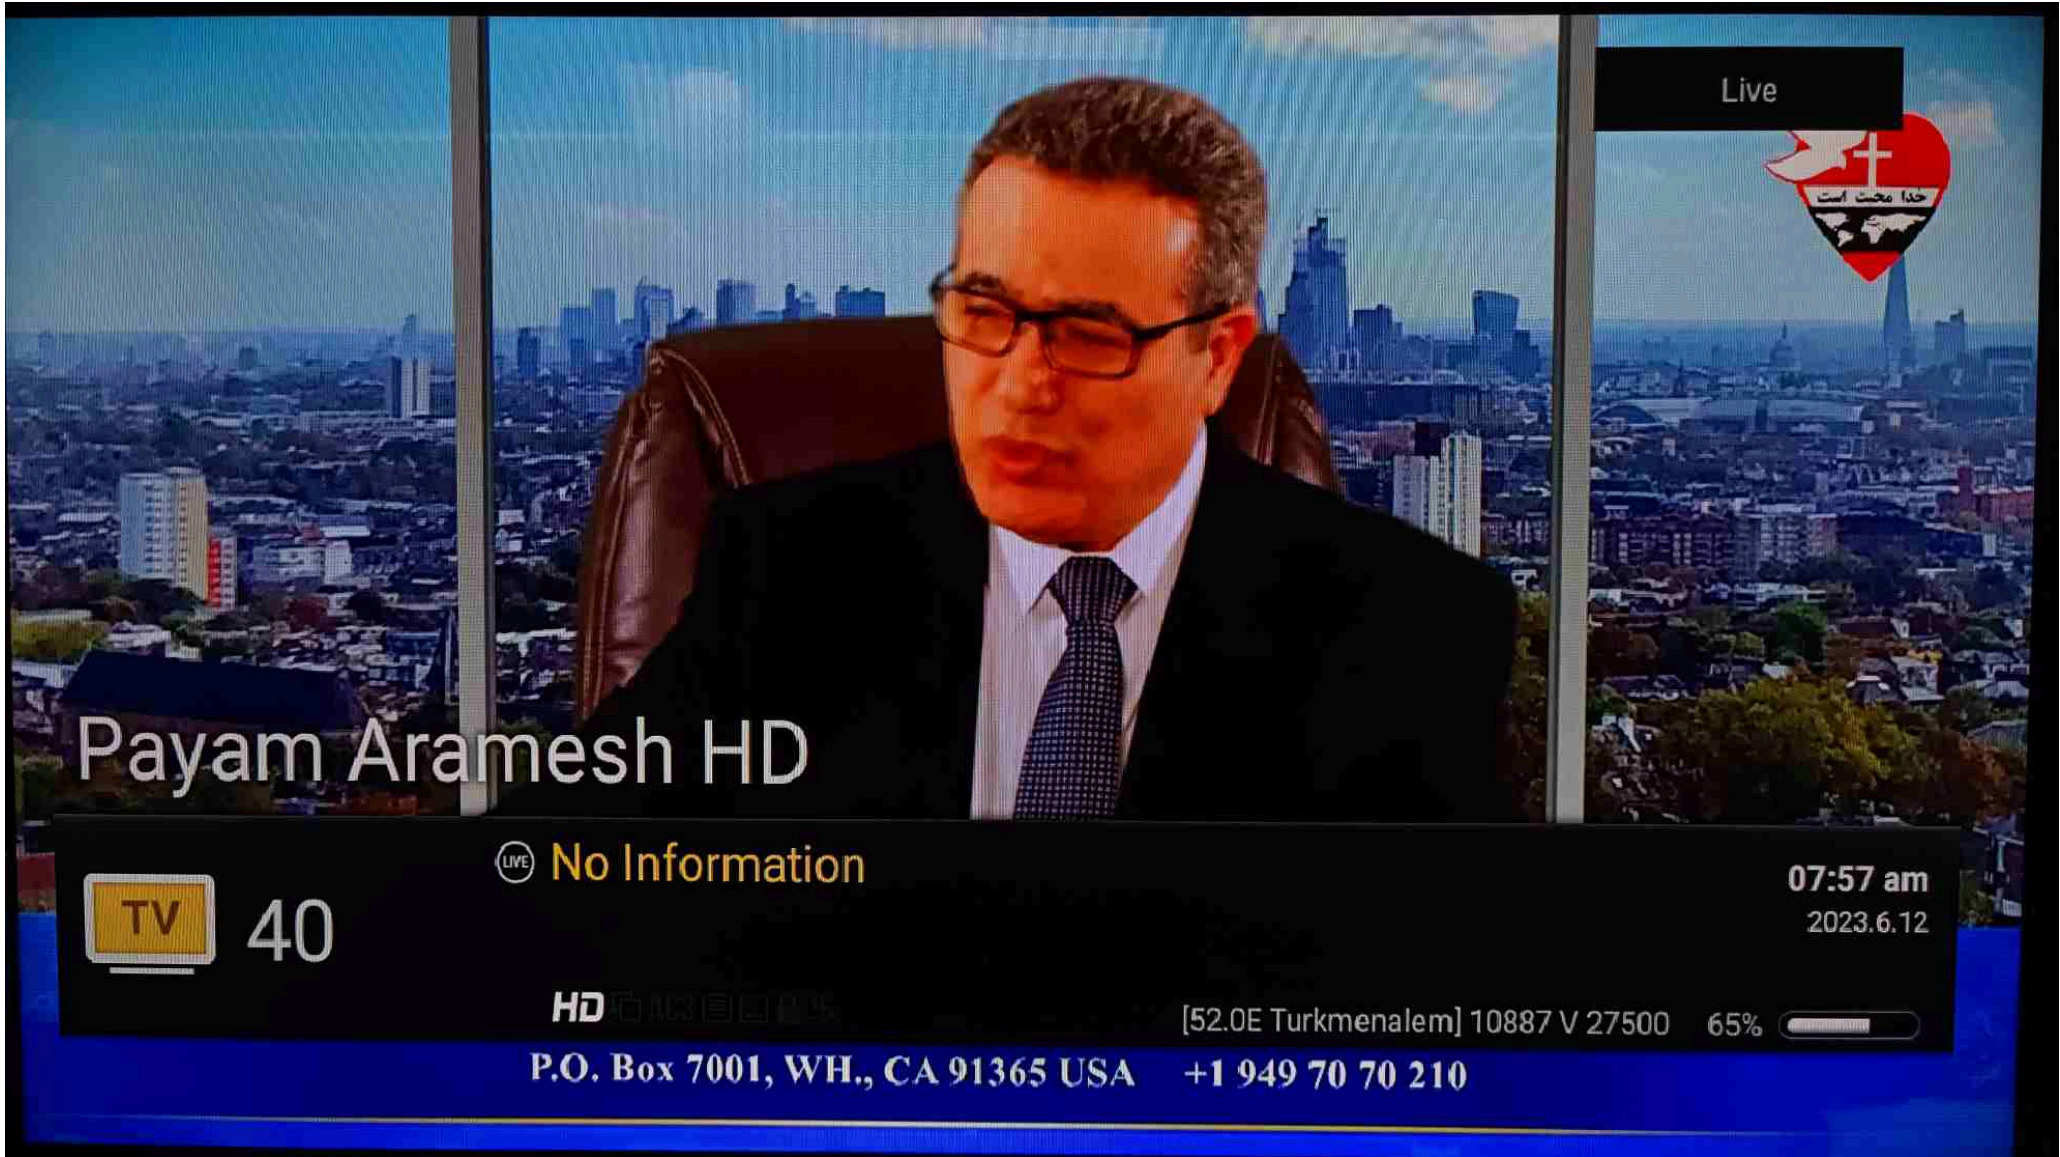 Live
خدا محبت است
Payam Aramesh HD
LIVE No Information
07:57 am
TV 40
2023.6.12
HD
[52.0E Turkmenalem] 10887 V 27500 65%
P.O. Box 7001, WH., CA 91365 USA +1 949 70 70 210